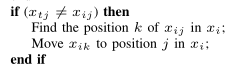 if (x_{tj} ≠ x_{ij}) then
Find the position k of x_{ij} in x_i;
Move x_{ik} to position j in x_i;
end if